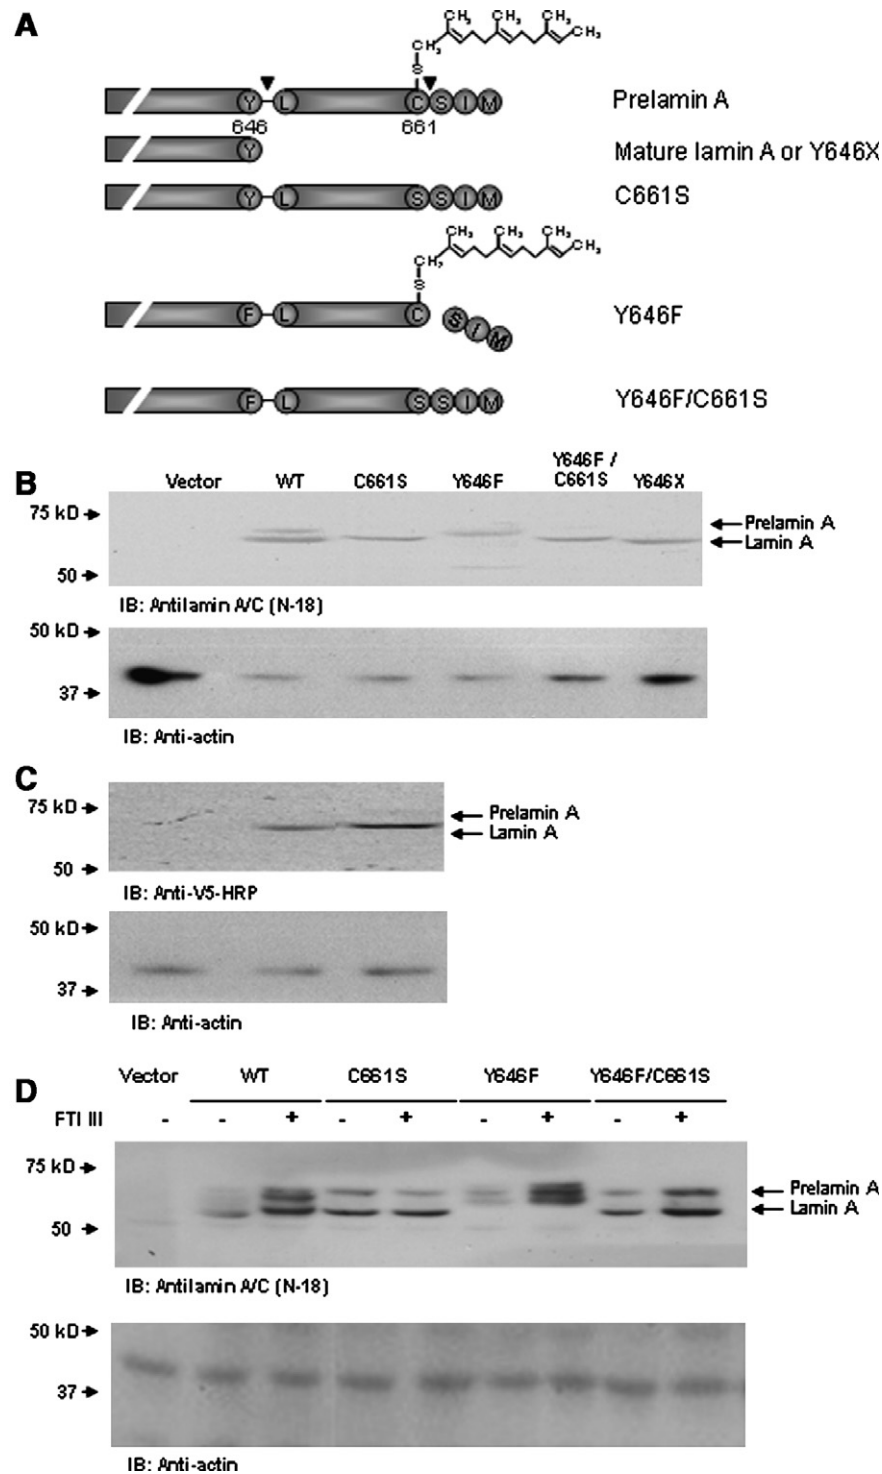 A
CH₃ CH₃ CH₃
CH₃
CH₂
S
Y L C S I M Prelamin A
646 661
Y Mature lamin A or Y646X
Y L S S I M C661S
CH₃ CH₃ CH₃
CH₃
CH₂
S
F L C S I M Y646F
F L S S I M Y646F/C661S
B
Vector WT C661S Y646F Y646F / C661S Y646X
75 kD
Prelamin A
Lamin A
50
IB: Antilamin A/C (N-18)
50 kD
37
IB: Anti-actin
C
75 kD
Prelamin A
Lamin A
50
IB: Anti-V5-HRP
50 kD
37
IB: Anti-actin
D
Vector WT C661S Y646F Y646F/C661S
FTI III - - + - + - + - +
75 kD
Prelamin A
Lamin A
50
IB: Antilamin A/C (N-18)
50 kD
37
IB: Anti-actin